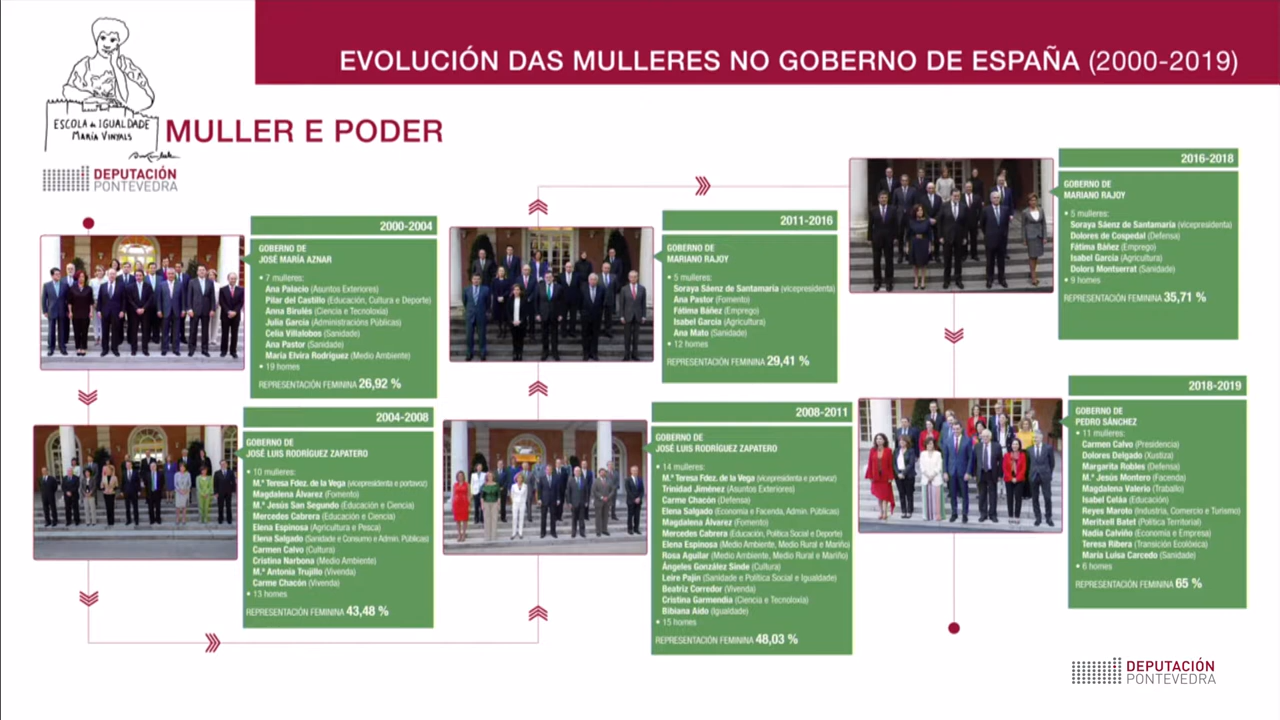 EVOLUCIÓN DAS MULLERES NO GOBERNO DE ESPAÑA (2000-2019)
ESCOLA de IGUALDADE
MARÍA VINYALS
MULLER E PODER
DEPUTACIÓN
PONTEVEDRA
2000-2004
GOBERNO DE
JOSÉ MARÍA AZNAR
• 7 mulleres:
Ana Palacio (Asuntos Exteriores)
Pilar del Castillo (Educación, Cultura e Deporte)
Anna Birulés (Ciencia e Tecnoloxía)
Julia García (Administracións Públicas)
Celia Villalobos (Sanidade)
Ana Pastor (Sanidade)
María Elvira Rodríguez (Medio Ambiente)
• 19 homes
REPRESENTACIÓN FEMININA 26,92 %
2004-2008
GOBERNO DE
JOSÉ LUIS RODRÍGUEZ ZAPATERO
• 10 mulleres:
M.ª Teresa Fdez. de la Vega (vicepresidenta e portavoz)
Magdalena Álvarez (Fomento)
M.ª Jesús San Segundo (Educación e Ciencia)
Mercedes Cabrera (Educación e Ciencia)
Elena Espinosa (Agricultura e Pesca)
Elena Salgado (Sanidade e Consumo e Admin. Públicas)
Carmen Calvo (Cultura)
Cristina Narbona (Medio Ambiente)
M.ª Antonia Trujillo (Vivenda)
Carme Chacón (Vivenda)
• 13 homes
REPRESENTACIÓN FEMININA 43,48 %
2008-2011
GOBERNO DE
JOSÉ LUIS RODRÍGUEZ ZAPATERO
• 14 mulleres:
M.ª Teresa Fdez. de la Vega (vicepresidenta e portavoz)
Trinidad Jiménez (Asuntos Exteriores)
Carme Chacón (Defensa)
Elena Salgado (Economía e Facenda, Admin. Públicas)
Magdalena Álvarez (Fomento)
Mercedes Cabrera (Educación, Política Social e Deporte)
Elena Espinosa (Medio Ambiente, Medio Rural e Mariño)
Rosa Aguilar (Medio Ambiente, Medio Rural e Mariño)
Ángeles González Sinde (Cultura)
Leire Pajín (Sanidade e Política Social e Igualdade)
Beatriz Corredor (Vivenda)
Cristina Garmendia (Ciencia e Tecnoloxía)
Bibiana Aído (Igualdade)
• 15 homes
REPRESENTACIÓN FEMININA 48,03 %
2011-2016
GOBERNO DE
MARIANO RAJOY
• 5 mulleres:
Soraya Sáenz de Santamaría (vicepresidenta)
Ana Pastor (Fomento)
Fátima Báñez (Emprego)
Isabel García (Agricultura)
Ana Mato (Sanidade)
• 12 homes
REPRESENTACIÓN FEMININA 29,41 %
2016-2018
GOBERNO DE
MARIANO RAJOY
• 5 mulleres:
Soraya Sáenz de Santamaría (vicepresidenta)
Dolores de Cospedal (Defensa)
Fátima Báñez (Emprego)
Isabel García (Agricultura)
Dolors Montserrat (Sanidade)
• 9 homes
REPRESENTACIÓN FEMININA 35,71 %
2018-2019
GOBERNO DE
PEDRO SÁNCHEZ
• 11 mulleres:
Carmen Calvo (Presidencia)
Dolores Delgado (Xustiza)
Margarita Robles (Defensa)
M.ª Jesús Montero (Facenda)
Magdalena Valerio (Traballo)
Isabel Celáa (Educación)
Reyes Maroto (Industria, Comercio e Turismo)
Meritxell Batet (Política Territorial)
Nadia Calviño (Economía e Empresa)
Teresa Ribera (Transición Ecolóxica)
María Luisa Carcedo (Sanidade)
• 6 homes
REPRESENTACIÓN FEMININA 65 %
DEPUTACIÓN
PONTEVEDRA